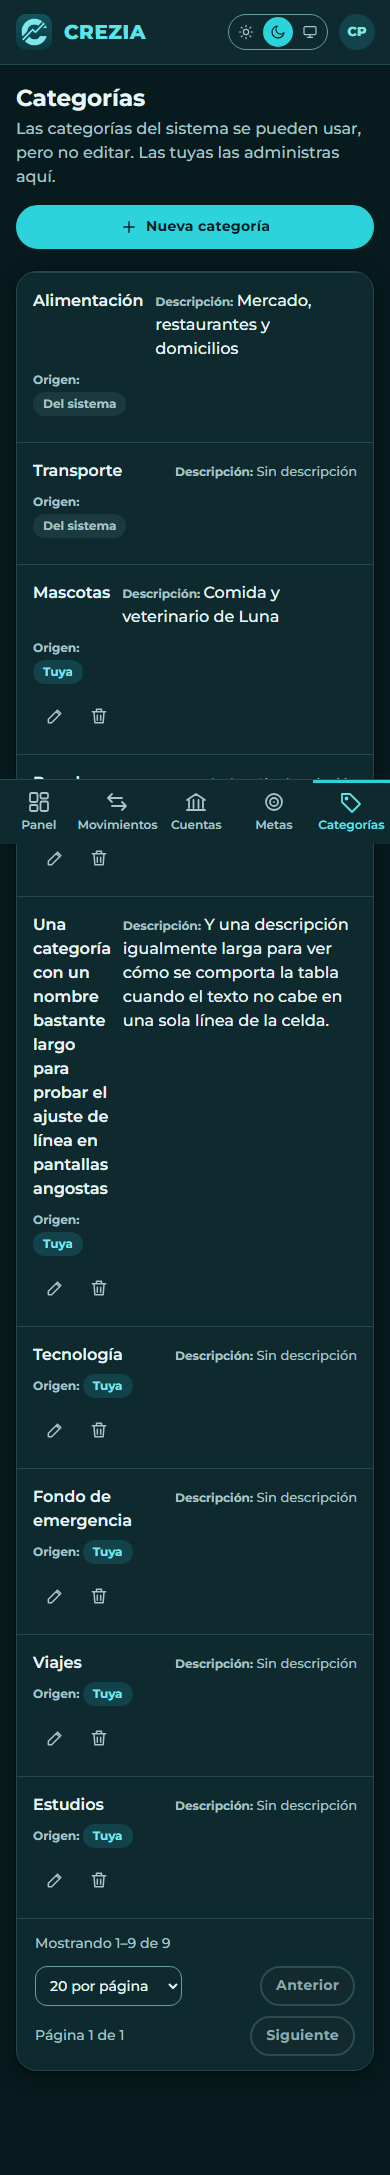 CREZIA
CP
Categorías
Las categorías del sistema se pueden usar,
pero no editar. Las tuyas las administras
aquí.
Nueva categoría
Alimentación
Descripción: Mercado,
restaurantes y
domicilios
Origen:
Del sistema
Transporte
Descripción: Sin descripción
Origen:
Del sistema
Mascotas
Descripción: Comida y
veterinario de Luna
Origen:
Tuya
Panel
Movimientos
Cuentas
Metas
Categorías
Una
categoría
con un
nombre
bastante
largo
para
probar el
ajuste de
línea en
pantallas
angostas
Descripción: Y una descripción
igualmente larga para ver
cómo se comporta la tabla
cuando el texto no cabe en
una sola línea de la celda.
Origen:
Tuya
Tecnología
Descripción: Sin descripción
Origen: Tuya
Fondo de
emergencia
Descripción: Sin descripción
Origen: Tuya
Viajes
Descripción: Sin descripción
Origen: Tuya
Estudios
Descripción: Sin descripción
Origen: Tuya
Mostrando 1–9 de 9
20 por página
Anterior
Página 1 de 1
Siguiente